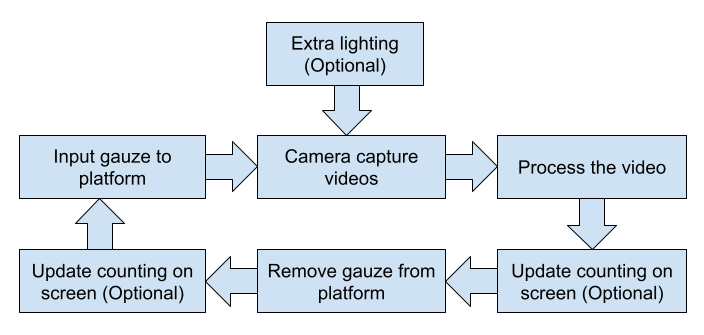 Extra lighting
(Optional)
Input gauze to
platform
Camera capture
videos
Process the video
Update counting on
screen (Optional)
Remove gauze from
platform
Update counting on
screen (Optional)